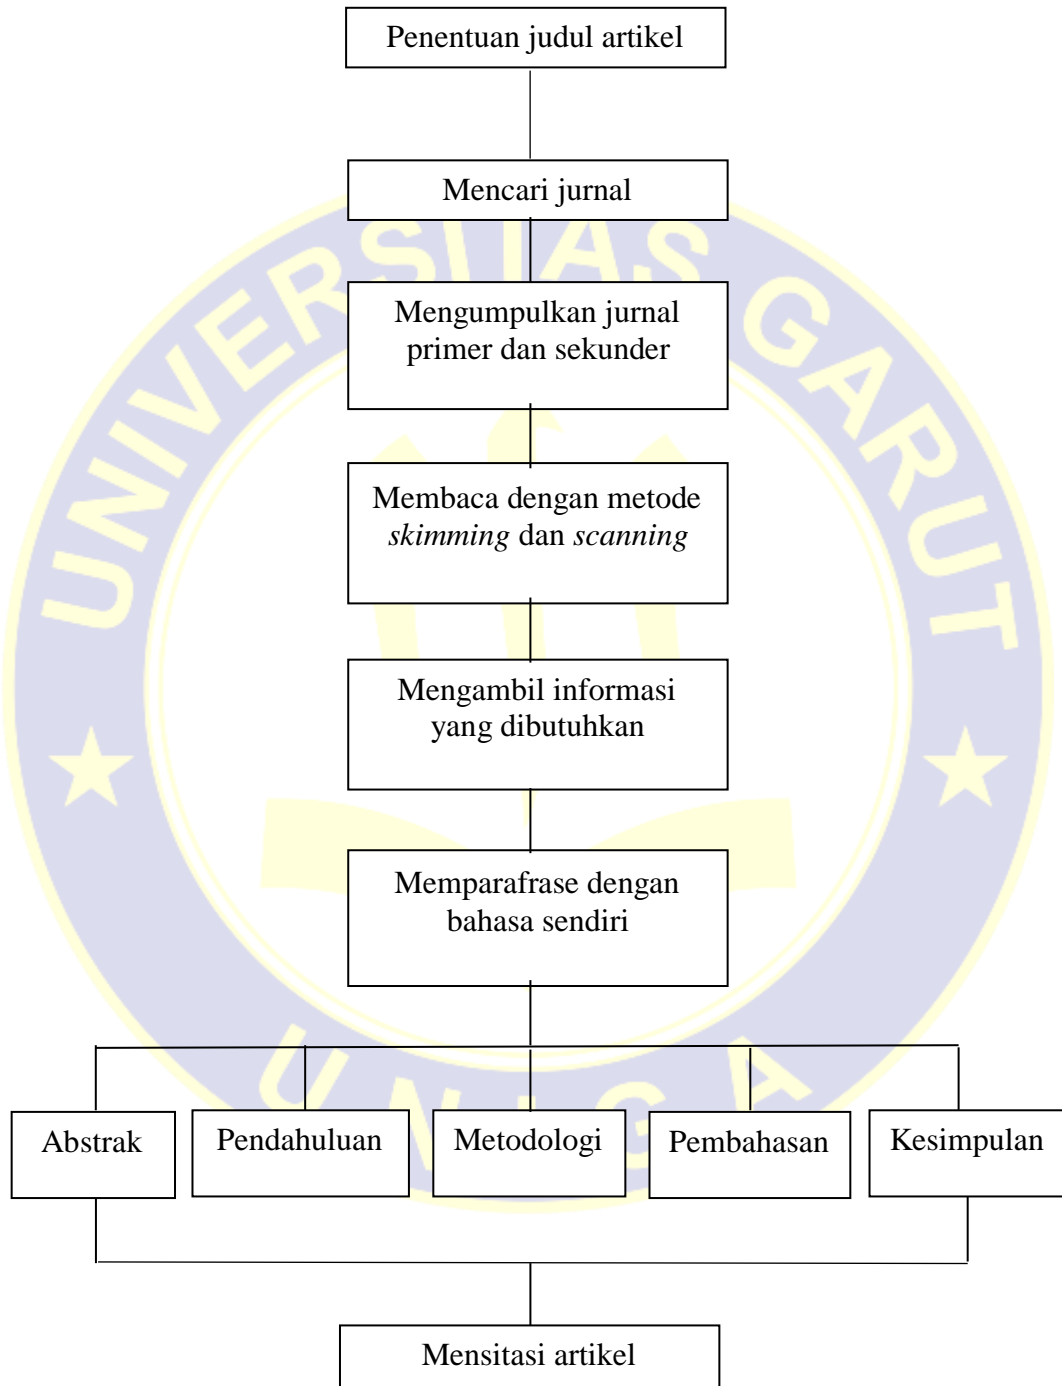 Penentuan judul artikel
Mencari jurnal
Mengumpulkan jurnal
primer dan sekunder
Membaca dengan metode
skimming dan scanning
Mengambil informasi
yang dibutuhkan
Memparafrase dengan
bahasa sendiri
Abstrak
Pendahuluan
Metodologi
Pembahasan
Kesimpulan
Mensitasi artikel
UNIVERSITAS GARUT
UNIGA